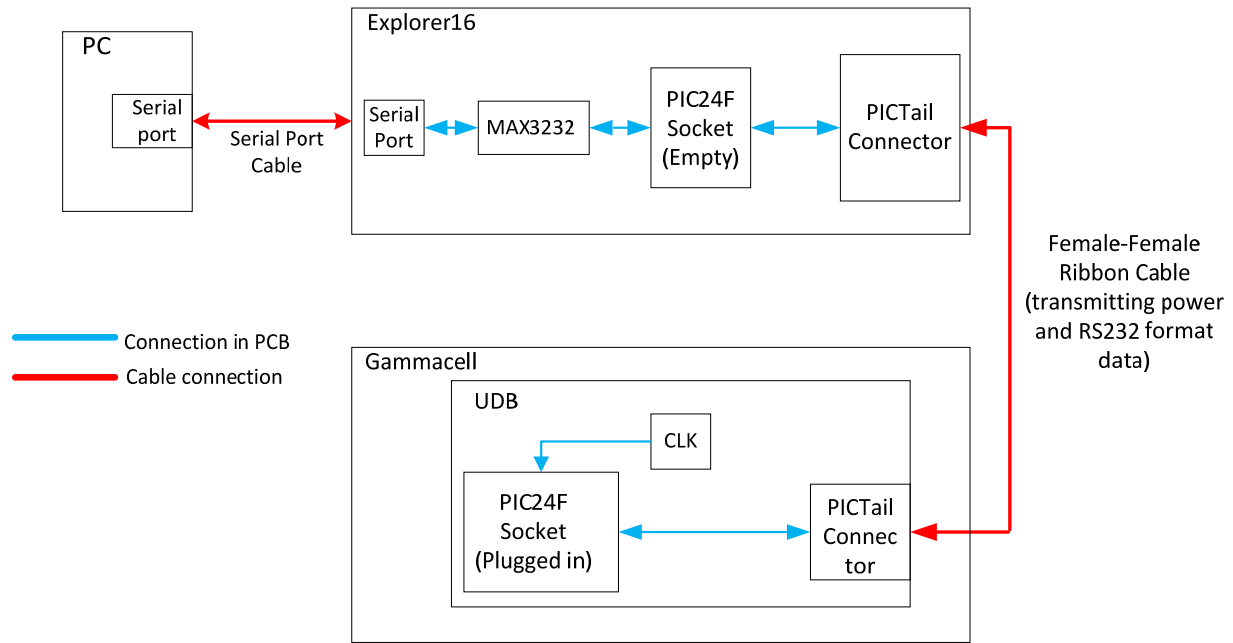 Explorer16
PC
Serial
port
Serial Port
Cable
Serial
Port
MAX3232
PIC24F
Socket
(Empty)
PICTail
Connector
Female-Female
Ribbon Cable
(transmitting power
and RS232 format
data)
Connection in PCB
Cable connection
Gammacell
UDB
CLK
PIC24F
Socket
(Plugged in)
PICTail
Connec
tor